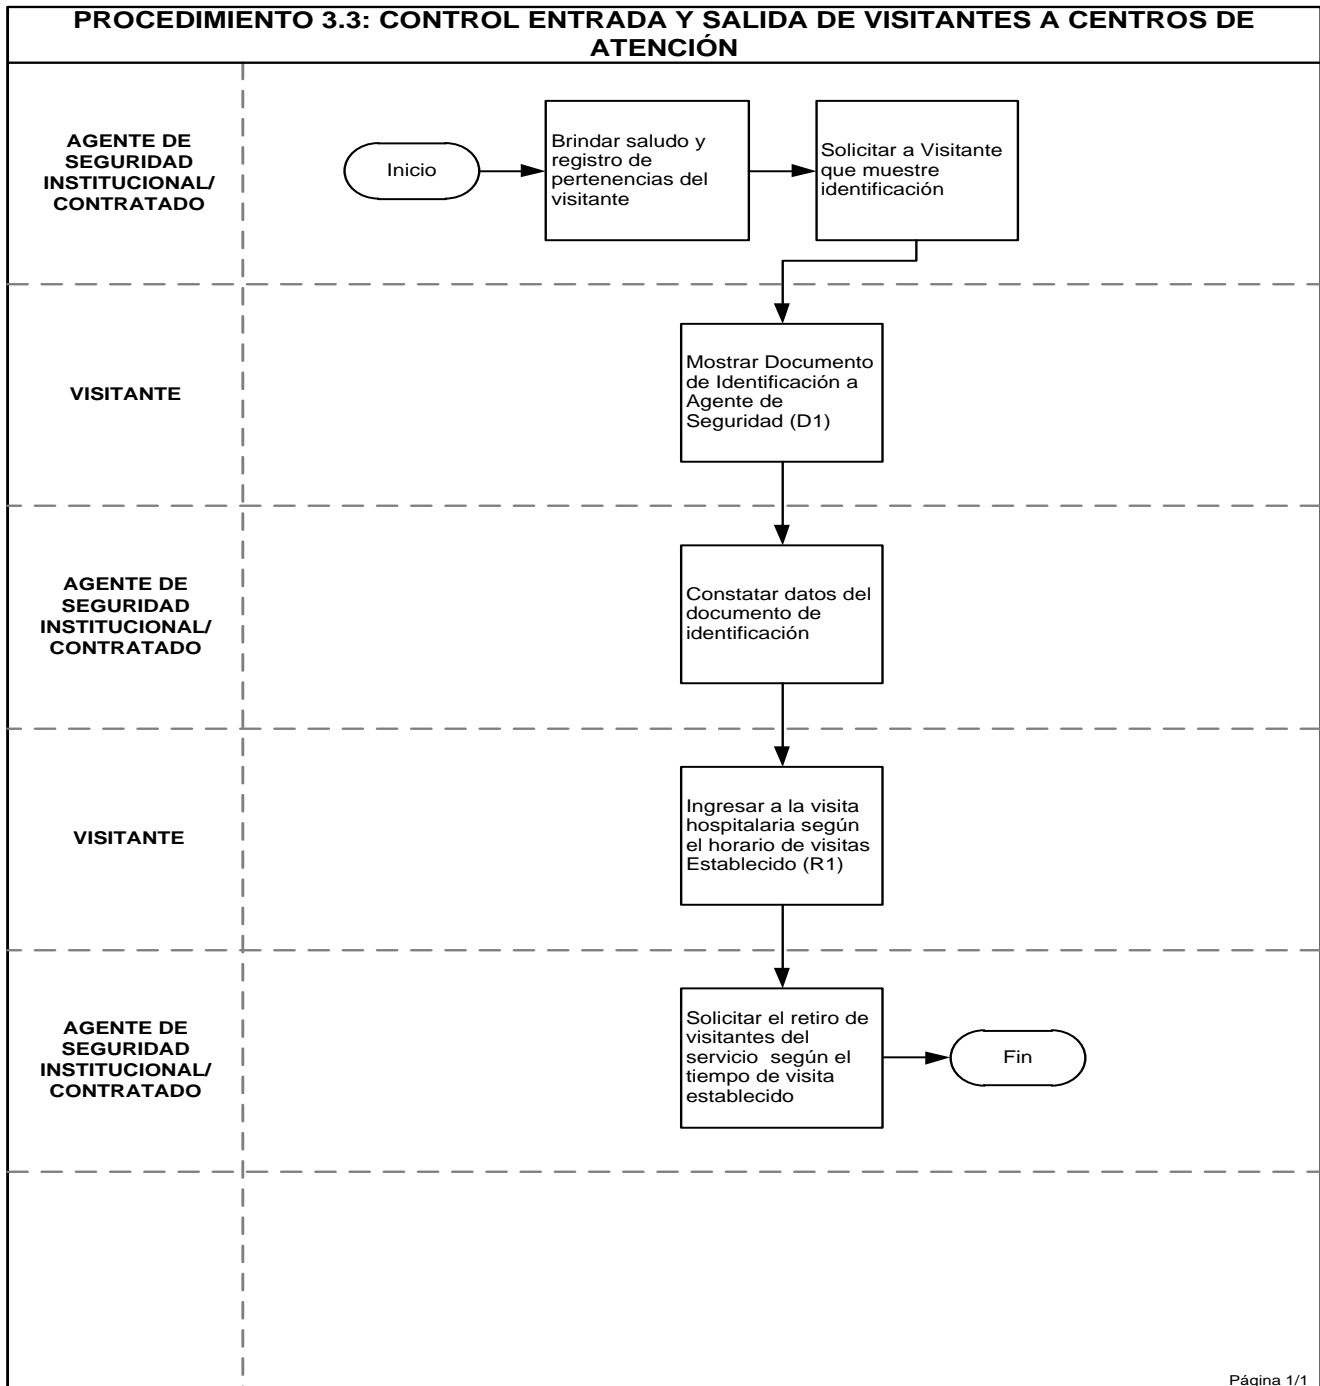 PROCEDIMIENTO 3.3: CONTROL ENTRADA Y SALIDA DE VISITANTES A CENTROS DE
ATENCIÓN
AGENTE DE
SEGURIDAD
INSTITUCIONAL/
CONTRATADO
Inicio
Brindar saludo y
registro de
pertenencias del
visitante
Solicitar a Visitante
que muestre
identificación
VISITANTE
Mostrar Documento
de Identificación a
Agente de
Seguridad (D1)
AGENTE DE
SEGURIDAD
INSTITUCIONAL/
CONTRATADO
Constatar datos del
documento de
identificación
VISITANTE
Ingresar a la visita
hospitalaria según
el horario de visitas
Establecido (R1)
AGENTE DE
SEGURIDAD
INSTITUCIONAL/
CONTRATADO
Solicitar el retiro de
visitantes del
servicio  según el
tiempo de visita
establecido
Fin
Página 1/1